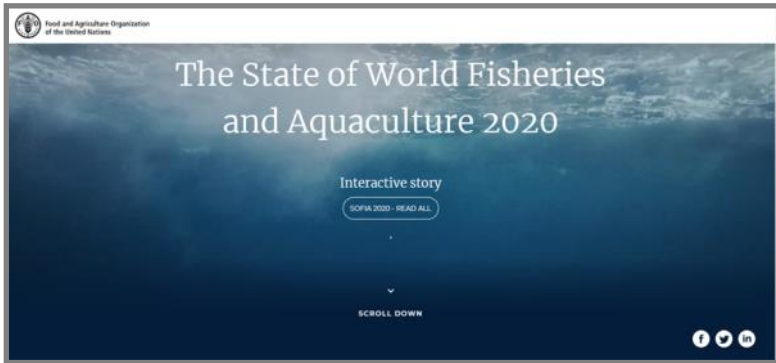 Food and Agriculture Organization
of the United Nations
The State of World Fisheries
and Aquaculture 2020
Interactive story
SOFIA 2020 - READ ALL
SCROLL DOWN